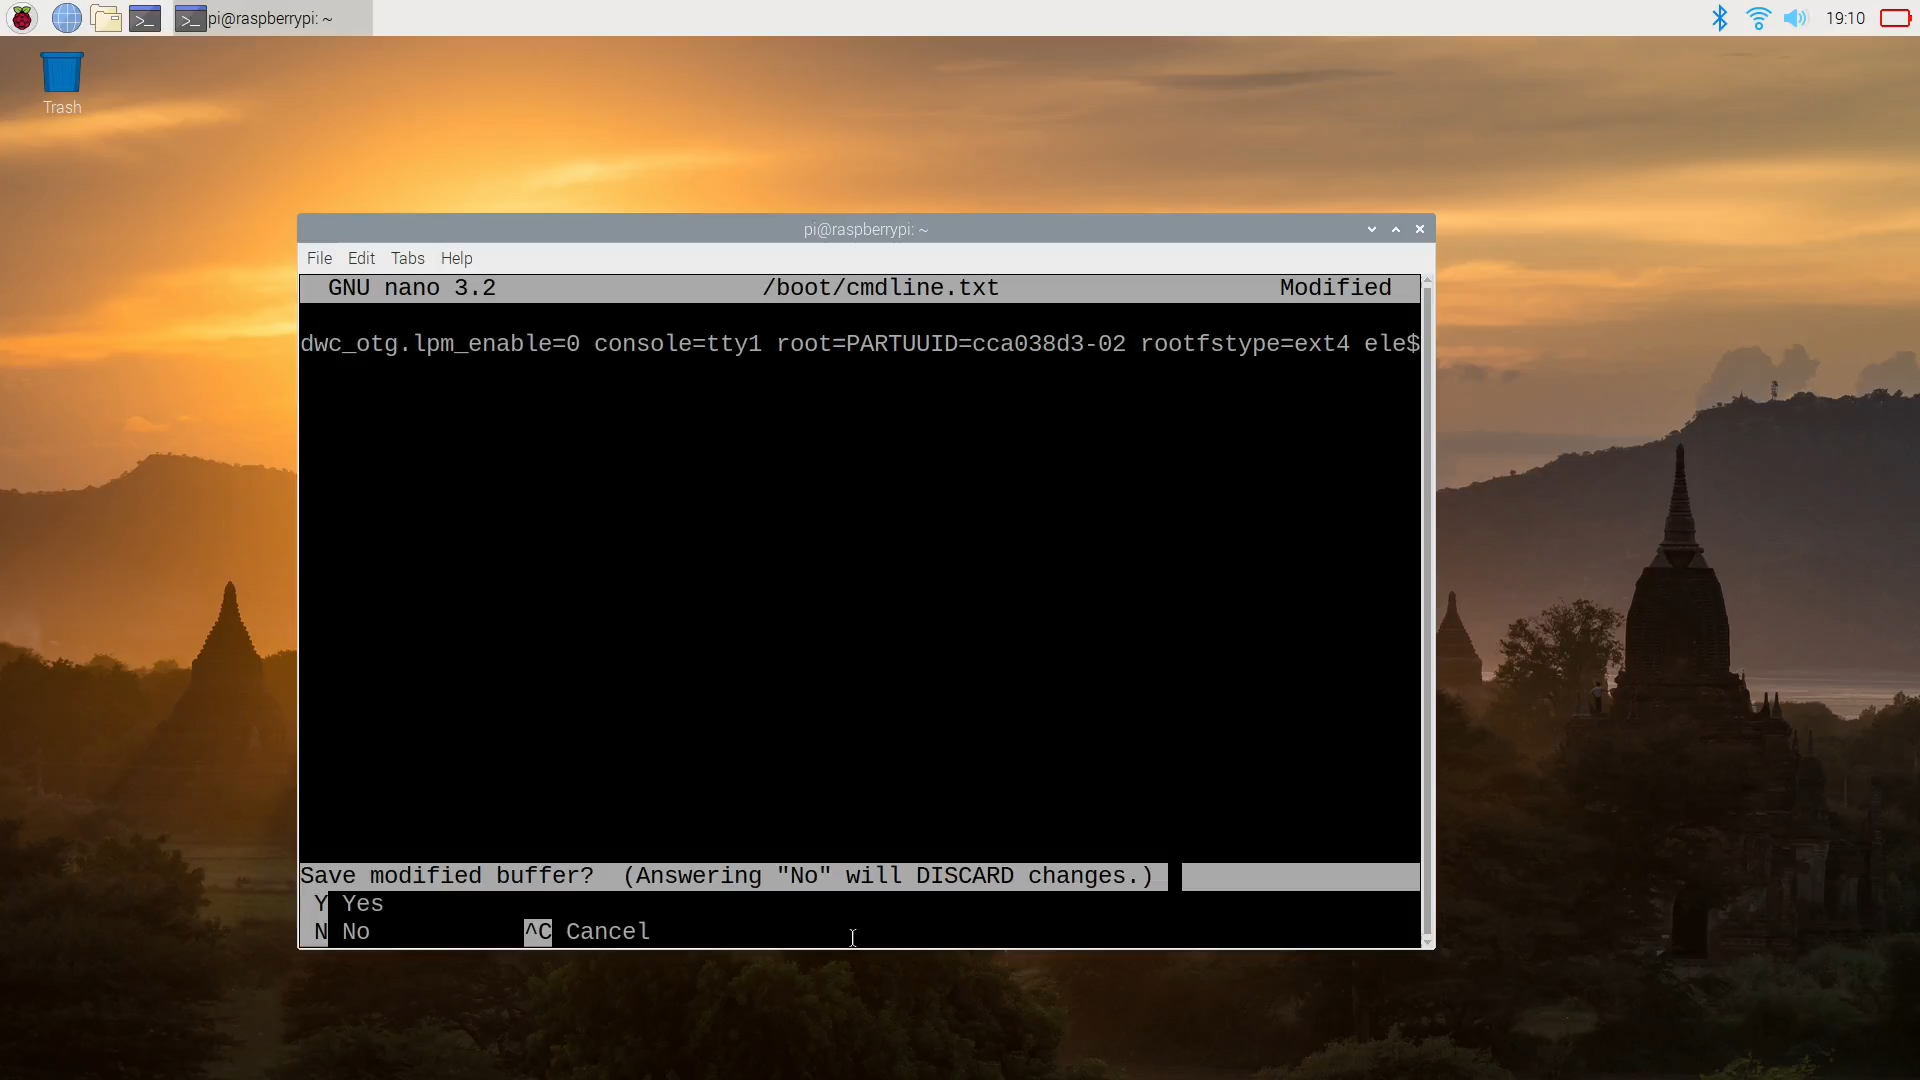 pi@raspberrypi: ~
19:10
Trash
pi@raspberrypi: ~
File Edit Tabs Help
GNU nano 3.2 /boot/cmdline.txt Modified
dwc_otg.lpm_enable=0 console=tty1 root=PARTUUID=cca038d3-02 rootfstype=ext4 ele$
Save modified buffer?  (Answering "No" will DISCARD changes.)
Y Yes
N No ^C Cancel